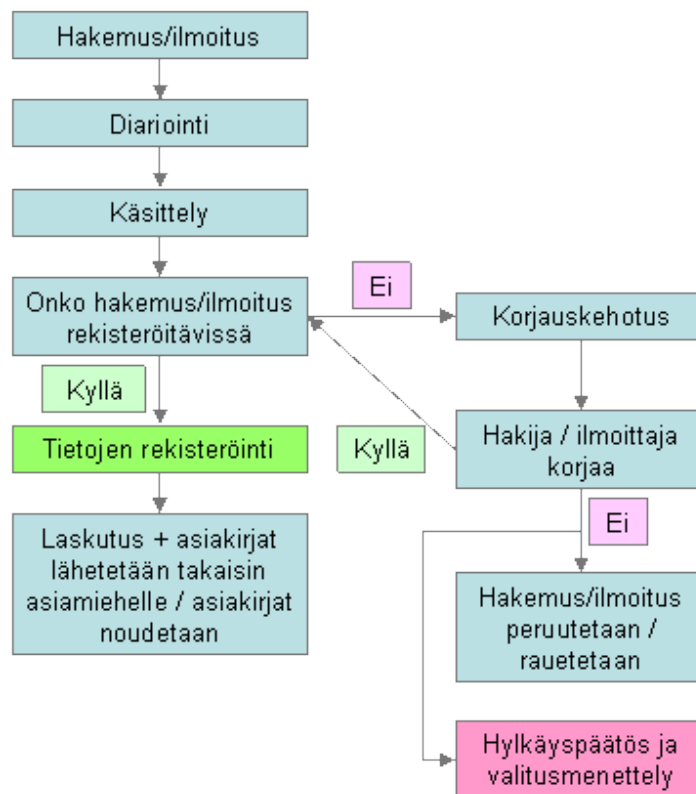 Hakemus/ilmoitus
Diariointi
Käsittely
Onko hakemus/ilmoitus
rekisteröitävissä
Ei
Korjauskehotus
Kyllä
Hakija / ilmoittaja
korjaa
Kyllä
Tietojen rekisteröinti
Ei
Laskutus + asiakirjat
lähetetään takaisin
asiamiehelle / asiakirjat
noudetaan
Hakemus/ilmoitus
peruutetaan /
rauetetaan
Hylkäyspäätös ja
valitusmenettely